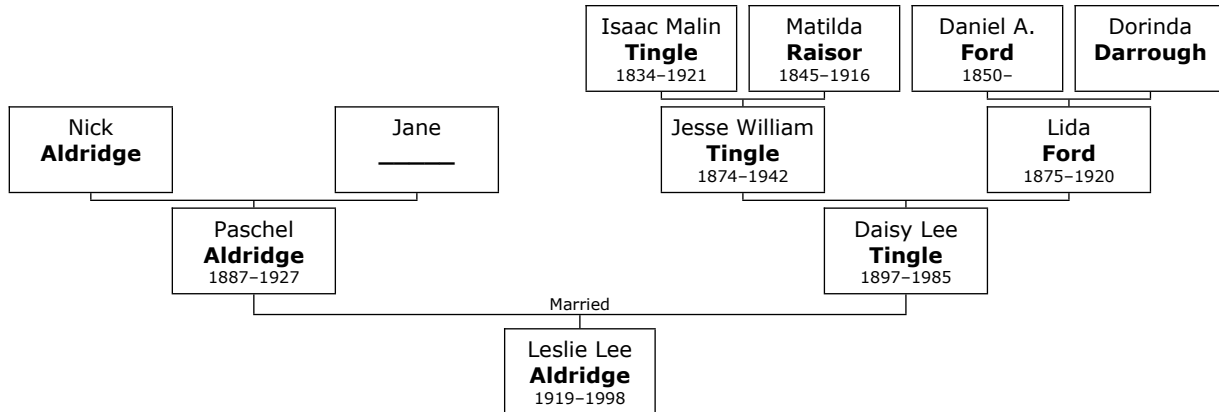 Isaac Malin
Tingle
1834–1921
Matilda
Raisor
1845–1916
Daniel A.
Ford
1850–
Dorinda
Darrough
Nick
Aldridge
Jane
_____
Jesse William
Tingle
1874–1942
Lida
Ford
1875–1920
Paschel
Aldridge
1887–1927
Daisy Lee
Tingle
1897–1985
Married
Leslie Lee
Aldridge
1919–1998